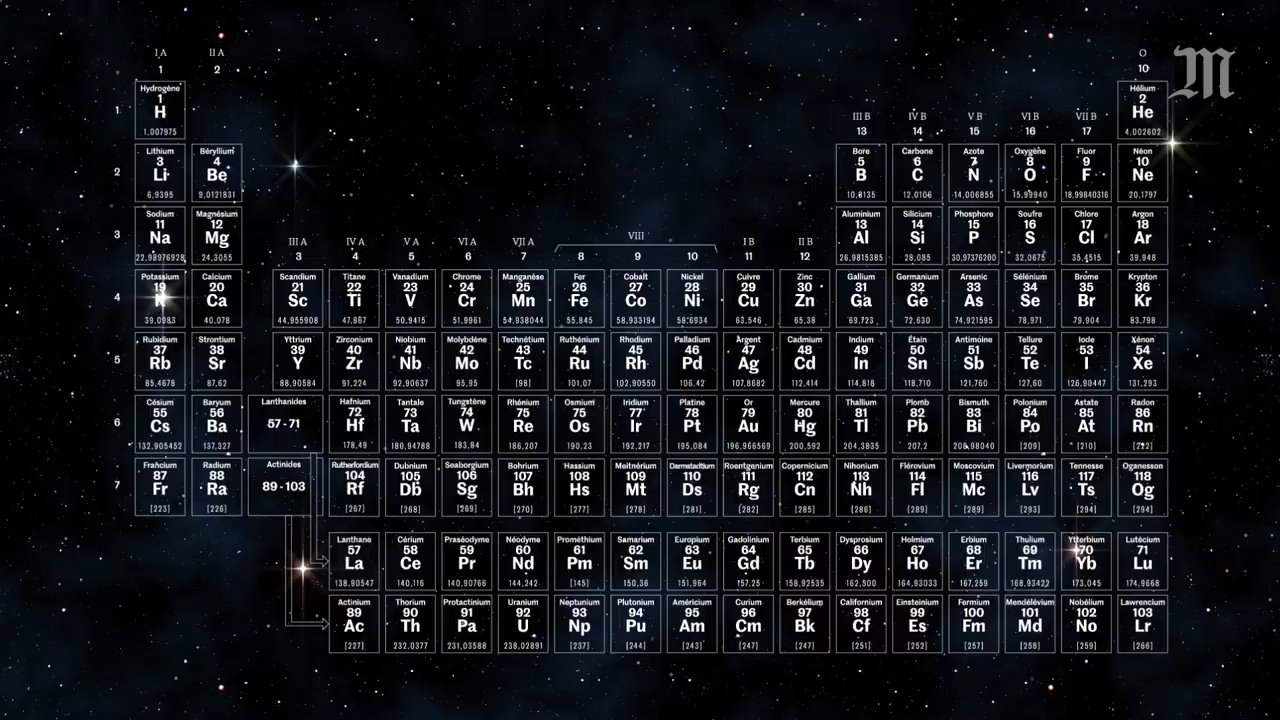 I A II A O
1 2 10
M
Hydrogène Hélium
1 2
H He
1,007975 4,002602
III B IV B V B VI B VII B
13 14 15 16 17
1
Lithium Béryllium Bore Carbone Azote Oxygène Fluor Néon
3 4 5 6 7 8 9 10
Li Be B C N O F Ne
6,9395 9,0121831 10,8135 12,0106 14,006855 15,99940 18,99840316 20,1797
2
Sodium Magnésium Aluminium Silicium Phosphore Soufre Chlore Argon
11 12 13 14 15 16 17 18
Na Mg Al Si P S Cl Ar
22,98976928 24,3055 26,9815385 28,085 30,97376200 32,0675 35,4515 39,948
3
III A IV A V A VI A VII A VIII I B II B
3 4 5 6 7 8 9 10 11 12
Potassium Calcium Scandium Titane Vanadium Chrome Manganèse Fer Cobalt Nickel Cuivre Zinc Gallium Germanium Arsenic Sélénium Brome Krypton
19 20 21 22 23 24 25 26 27 28 29 30 31 32 33 34 35 36
K Ca Sc Ti V Cr Mn Fe Co Ni Cu Zn Ga Ge As Se Br Kr
39,0983 40,078 44,955908 47,867 50,9415 51,9961 54,938044 55,845 58,933194 58,6934 63,546 65,38 69,723 72,630 74,921595 78,971 79,904 83,798
4
Rubidium Strontium Yttrium Zirconium Niobium Molybdène Technétium Ruthénium Rhodium Palladium Argent Cadmium Indium Étain Antimoine Tellure Iode Xénon
37 38 39 40 41 42 43 44 45 46 47 48 49 50 51 52 53 54
Rb Sr Y Zr Nb Mo Tc Ru Rh Pd Ag Cd In Sn Sb Te I Xe
85,4678 87,62 88,90584 91,224 92,90637 95,95 [98] 101,07 102,90550 106,42 107,8682 112,414 114,818 118,710 121,760 127,60 126,90447 131,293
5
Césium Baryum Lanthanides Hafnium Tantale Tungstène Rhénium Osmium Iridium Platine Or Mercure Thallium Plomb Bismuth Polonium Astate Radon
55 56 57-71 72 73 74 75 75 77 78 79 80 81 82 83 84 85 86
Cs Ba Hf Ta W Re Os Ir Pt Au Hg Tl Pb Bi Po At Rn
132,905452 137,327 178,49 180,94788 183,84 186,207 190,23 192,217 195,084 196,966569 200,592 204,3835 207,2 208,98040 [209] [210] [222]
6
Francium Radium Actinides Rutherfordium Dubinium Seaborgium Bohrium Hassium Meitnérium Darmstadtium Roentgenium Copernicium Nihonium Flérovium Moscovium Livermorium Tennesse Oganesson
87 88 89-103 104 105 106 107 108 109 110 111 112 113 114 115 116 117 118
Fr Ra Rf Db Sg Bh Hs Mt Ds Rg Cn Nh Fl Mc Lv Ts Og
[223] [226] [267] [268] [269] [270] [277] [278] [281] [282] [285] [286] [289] [289] [293] [294] [294]
7
Lanthane Cérium Praséodyme Néodyme Prométhium Samarium Europium Gadolinium Terbium Dysprosium Holmium Erbium Thulium Ytterbium Lutécium
57 58 59 60 61 62 63 64 65 66 67 68 69 70 71
La Ce Pr Nd Pm Sm Eu Gd Tb Dy Ho Er Tm Yb Lu
138,90547 140,116 140,90766 144,242 [145] 150,36 151,964 157,25 158,92535 162,500 164,93033 167,259 168,93422 173,045 174,9668
Actinium Thorium Protactinium Uranium Neptunium Plutonium Américium Curium Berkélium Californium Einsteinium Fermium Mendélévium Nobélium Lawrencium
89 90 91 92 93 94 95 96 97 98 99 100 101 102 103
Ac Th Pa U Np Pu Am Cm Bk Cf Es Fm Md No Lr
[227] 232,0377 231,03588 238,02891 [237] [244] [243] [247] [247] [251] [252] [257] [258] [259] [266]